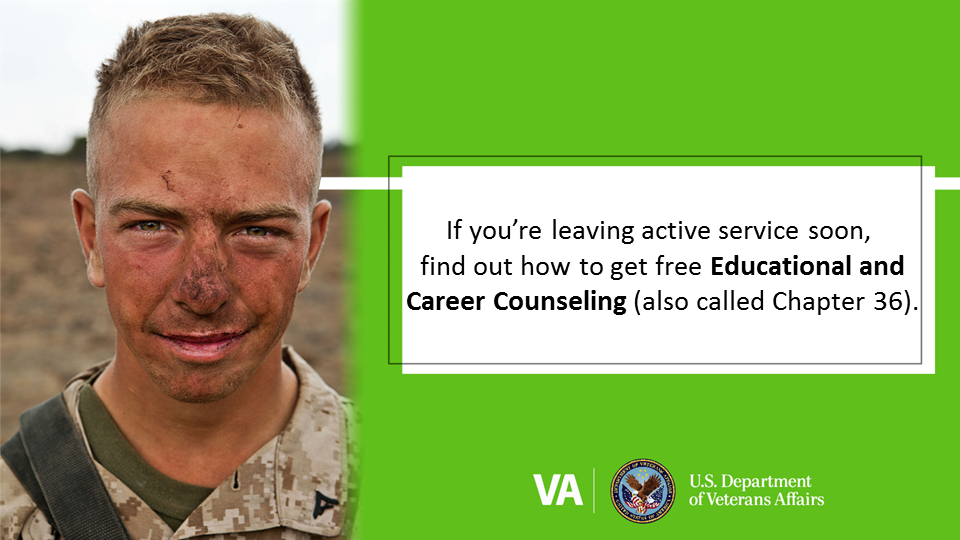 If you’re leaving active service soon,
find out how to get free Educational and
Career Counseling (also called Chapter 36).
VA
U.S. Department
of Veterans Affairs